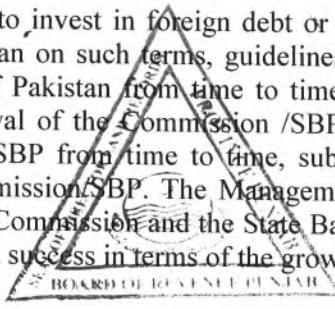 to invest in foreign debt or
an on such terms, guidelines
f Pakistan from time to time
val of the Commission /SBP
SBP from time to time, sub
mission/SBP. The Managem
Commission and the State Ba
success in terms of the grow
BOARD OF REVENUE PUNJAB